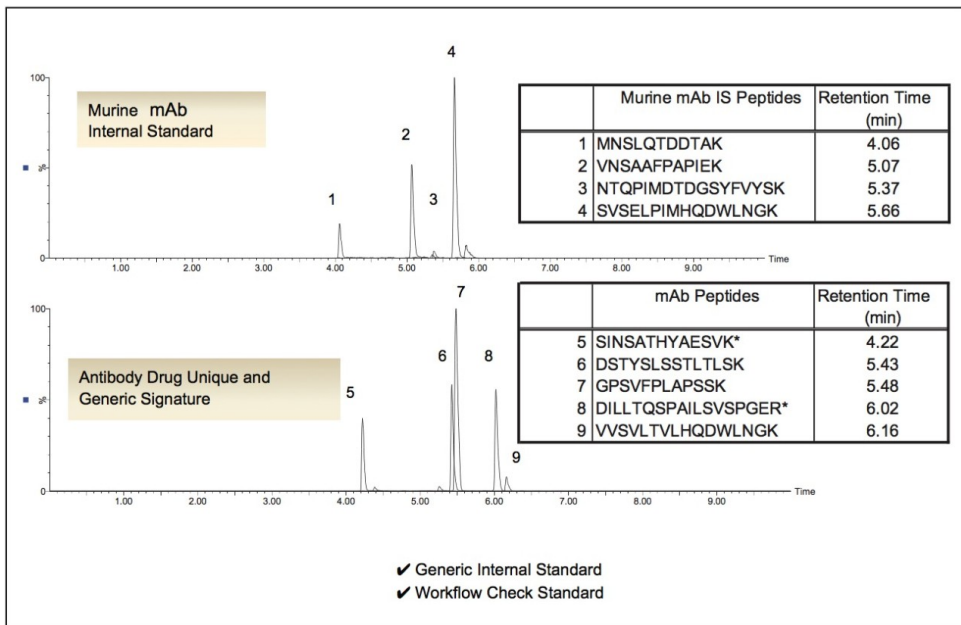 4
100
%
0
Murine mAb
Internal Standard
1
2
3
1.00 2.00 3.00 4.00 5.00 6.00 7.00 8.00 9.00 Time
Murine mAb IS Peptides Retention Time
(min)
1 MNSLQTDDTAK 4.06
2 VNSAAFPAPIEK 5.07
3 NTQPIMDTDGSYFVYSK 5.37
4 SVSELPIMHQDWLNGK 5.66
7
100
%
0
Antibody Drug Unique and
Generic Signature
5
6
8
9
1.00 2.00 3.00 4.00 5.00 6.00 7.00 8.00 9.00 Time
mAb Peptides Retention Time
(min)
5 SINSATHYAESVK* 4.22
6 DSTYSLSSTLTLSK 5.43
7 GPSVFPLAPSSK 5.48
8 DILLTQSPAILSVSPGER* 6.02
9 VVSVLTVLHQDWLNGK 6.16
✔ Generic Internal Standard
✔ Workflow Check Standard